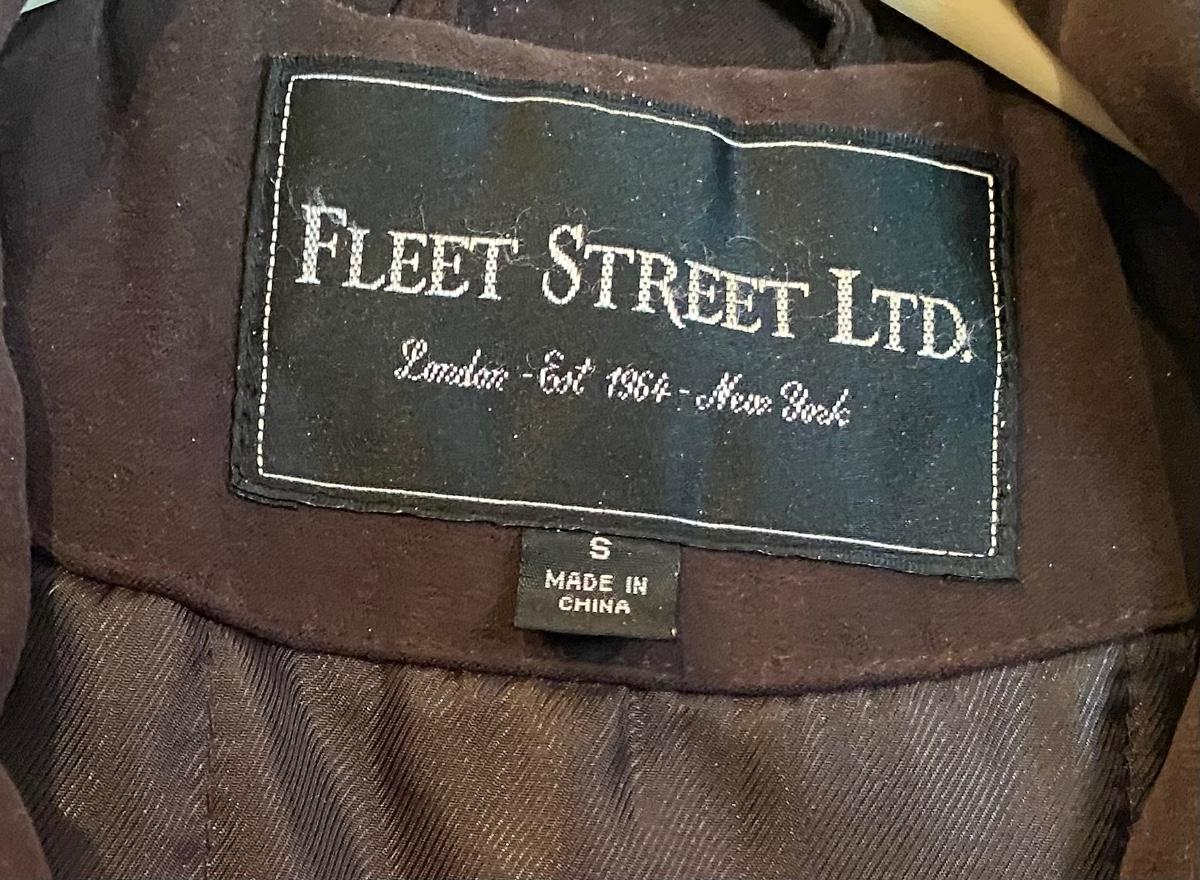 FLEET STREET LTD.
London - Est 1964 - New York
S
MADE IN
CHINA